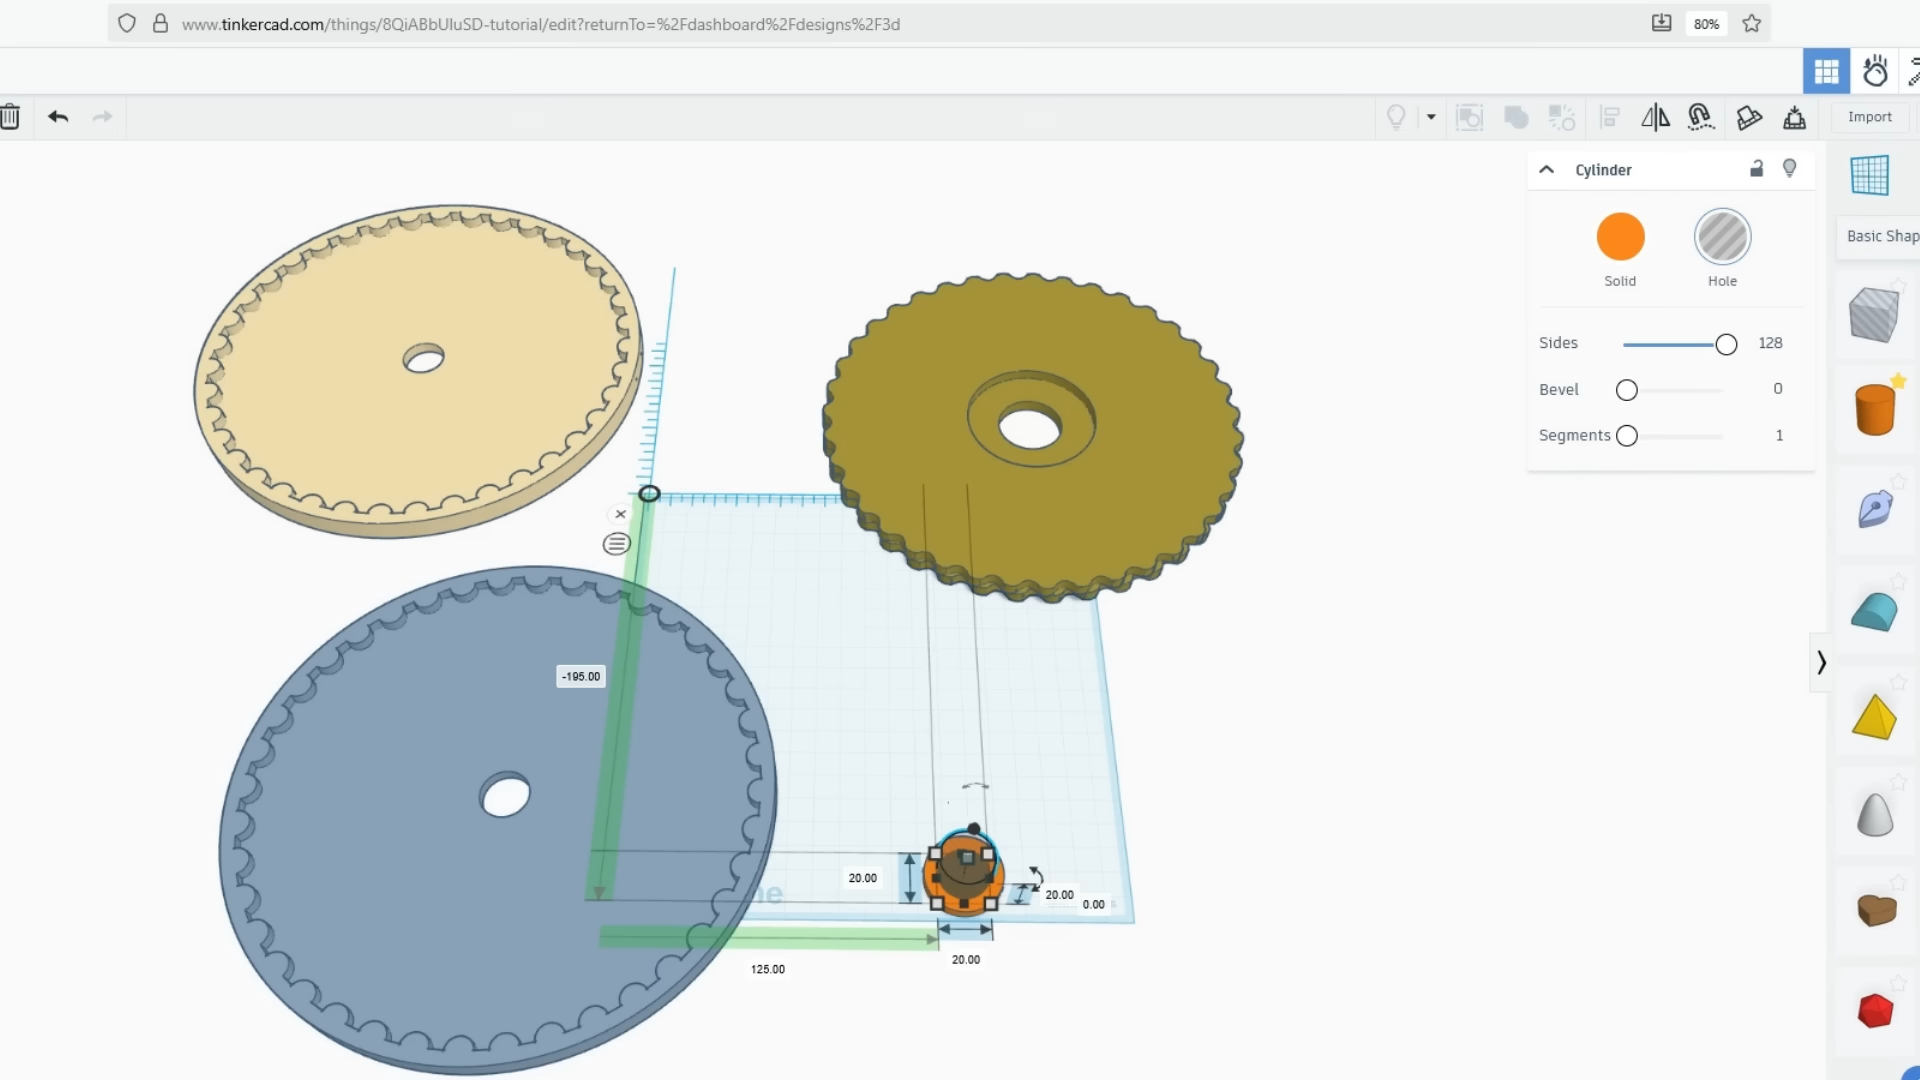 www.tinkercad.com/things/8QiABbUIuSD-tutorial/edit?returnTo=%2Fdashboard%2Fdesigns%2F3d
80%
Import
Cylinder
Basic Shap
Solid
Hole
Sides
128
Bevel
0
Segments
1
-195.00
20.00
20.00
0.00
20.00
125.00